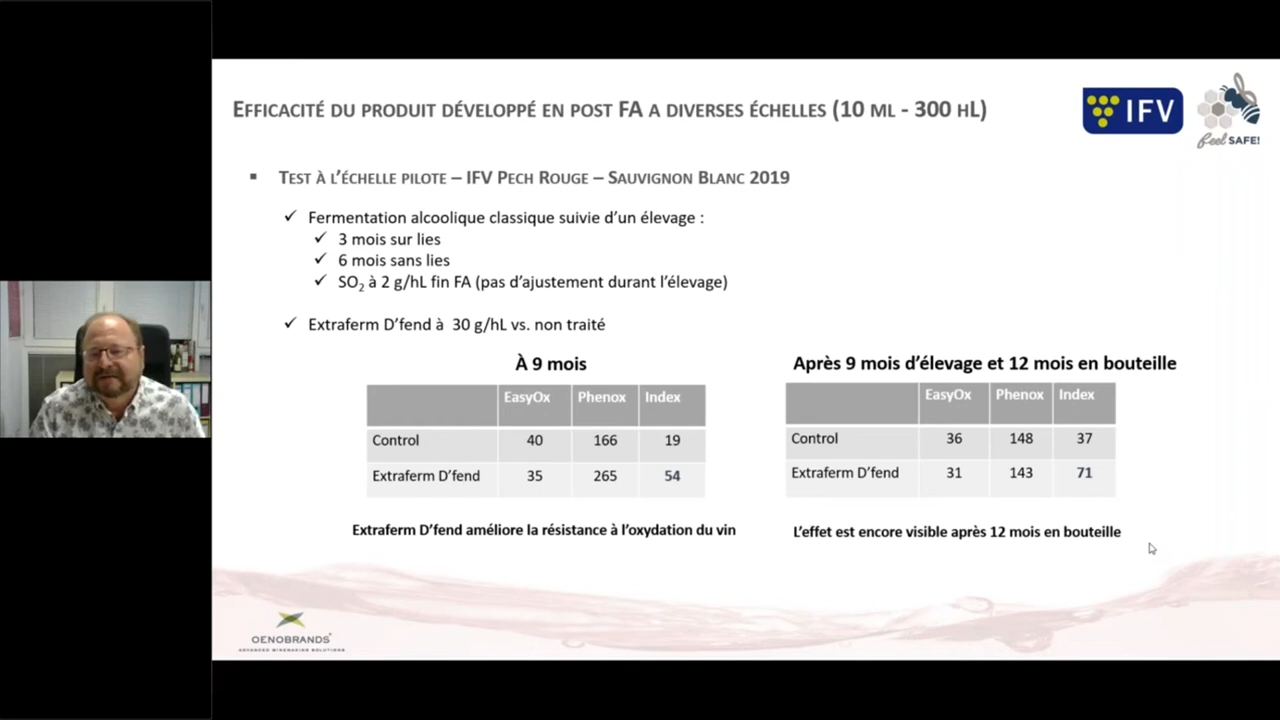 EFFICACITÉ DU PRODUIT DÉVELOPPÉ EN POST FA A DIVERSES ÉCHELLES (10 ML - 300 HL)
IFV
feel SAFE!
▪ TEST À L'ÉCHELLE PILOTE – IFV PECH ROUGE – SAUVIGNON BLANC 2019
✓ Fermentation alcoolique classique suivie d'un élevage :
✓ 3 mois sur lies
✓ 6 mois sans lies
✓ SO₂ à 2 g/hL fin FA (pas d'ajustement durant l'élevage)
✓ Extraferm D'fend à 30 g/hL vs. non traité
À 9 mois
EasyOx Phenox Index
Control 40 166 19
Extraferm D'fend 35 265 54
Extraferm D'fend améliore la résistance à l'oxydation du vin
Après 9 mois d'élevage et 12 mois en bouteille
EasyOx Phenox Index
Control 36 148 37
Extraferm D'fend 31 143 71
L'effet est encore visible après 12 mois en bouteille
OENOBRANDS
ADVANCED WINEMAKING SOLUTIONS